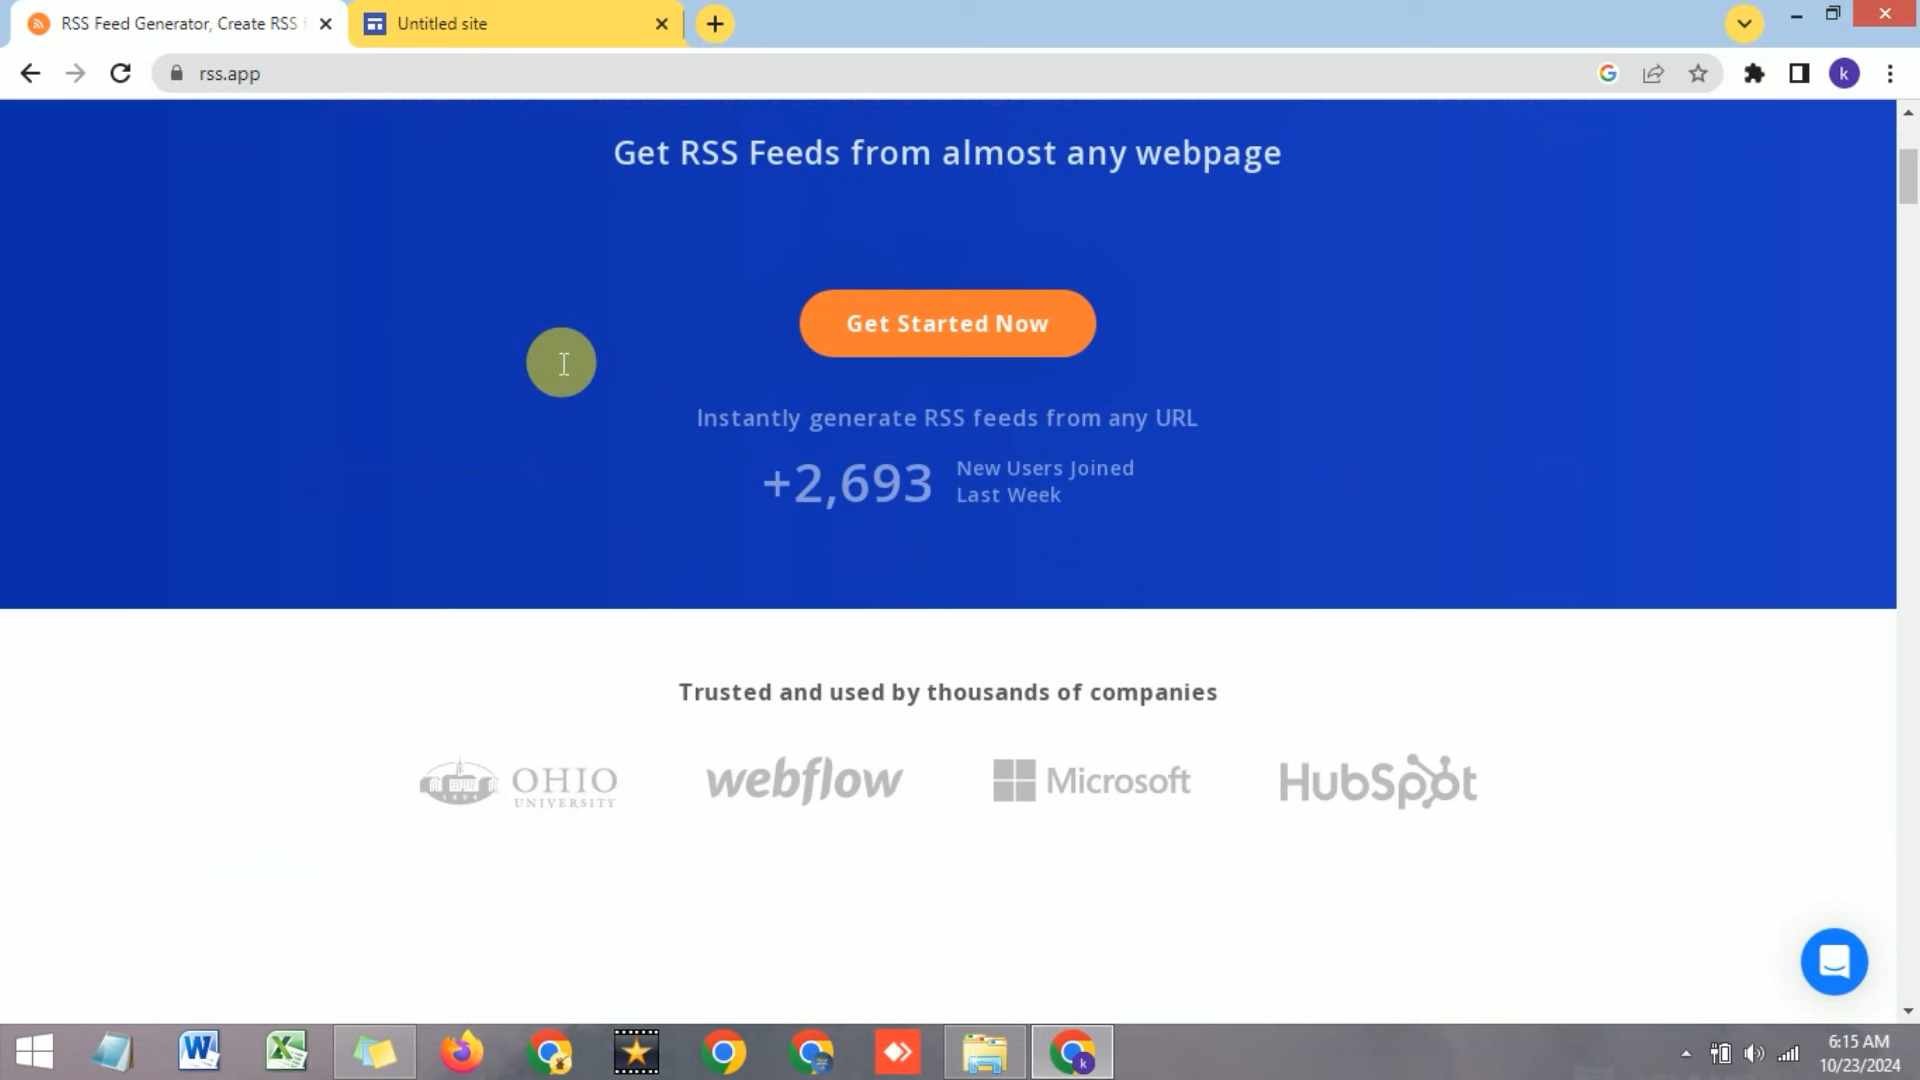 RSS Feed Generator, Create RSS
Untitled site
rss.app
k
Get RSS Feeds from almost any webpage
Get Started Now
Instantly generate RSS feeds from any URL
+2,693
New Users Joined
Last Week
Trusted and used by thousands of companies
OHIO
UNIVERSITY
1804
webflow
Microsoft
HubSpot
6:15 AM
10/23/2024